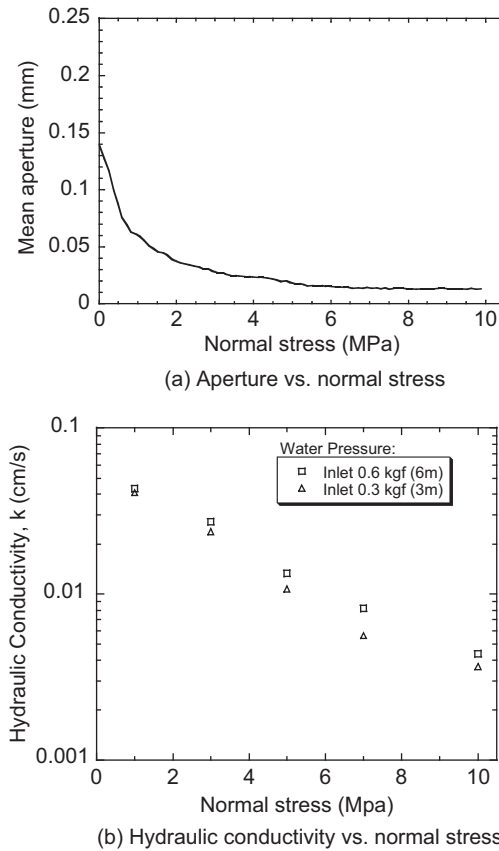 0.25
0.2
0.15
0.1
0.05
0
Mean aperture (mm)
0 2 4 6 8 10
Normal stress (MPa)
(a) Aperture vs. normal stress
0.1
0.01
0.001
Hydraulic Conductivity, k (cm/s)
Water Pressure:
Inlet 0.6 kgf (6m)
Inlet 0.3 kgf (3m)
0 2 4 6 8 10
Normal stress (Mpa)
(b) Hydraulic conductivity vs. normal stress